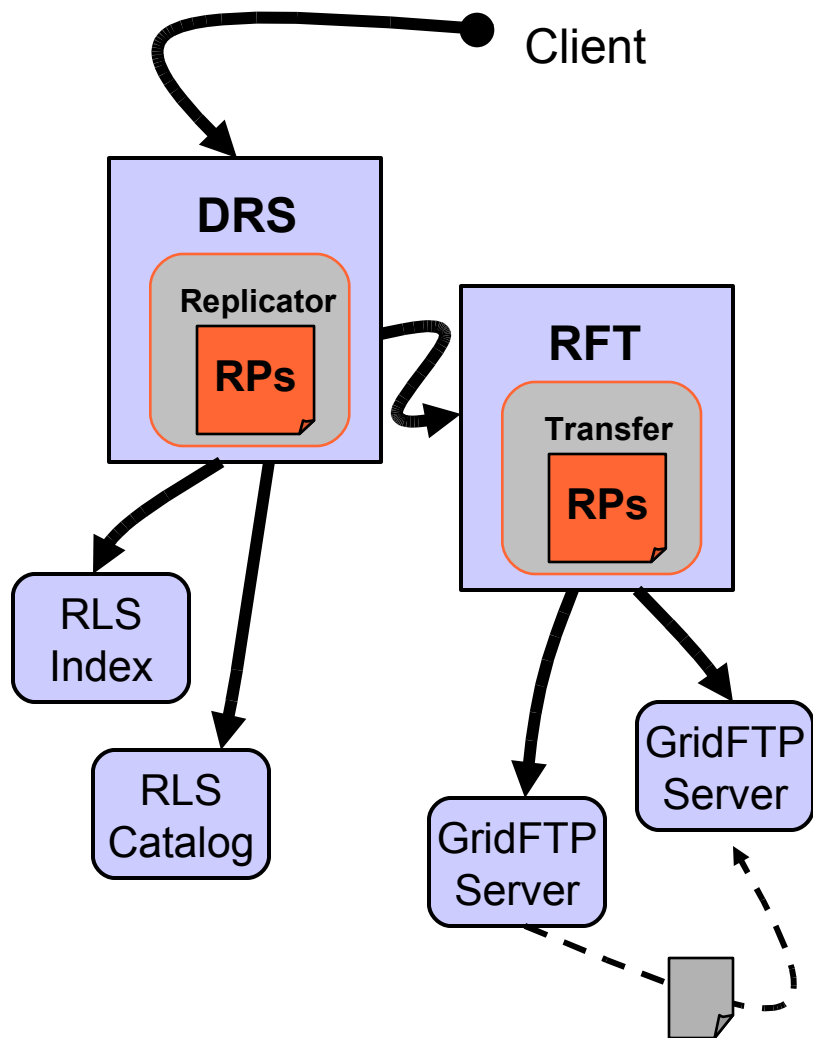 Client
DRS
Replicator
RPs
RFT
Transfer
RPs
RLS
Index
RLS
Catalog
GridFTP
Server
GridFTP
Server